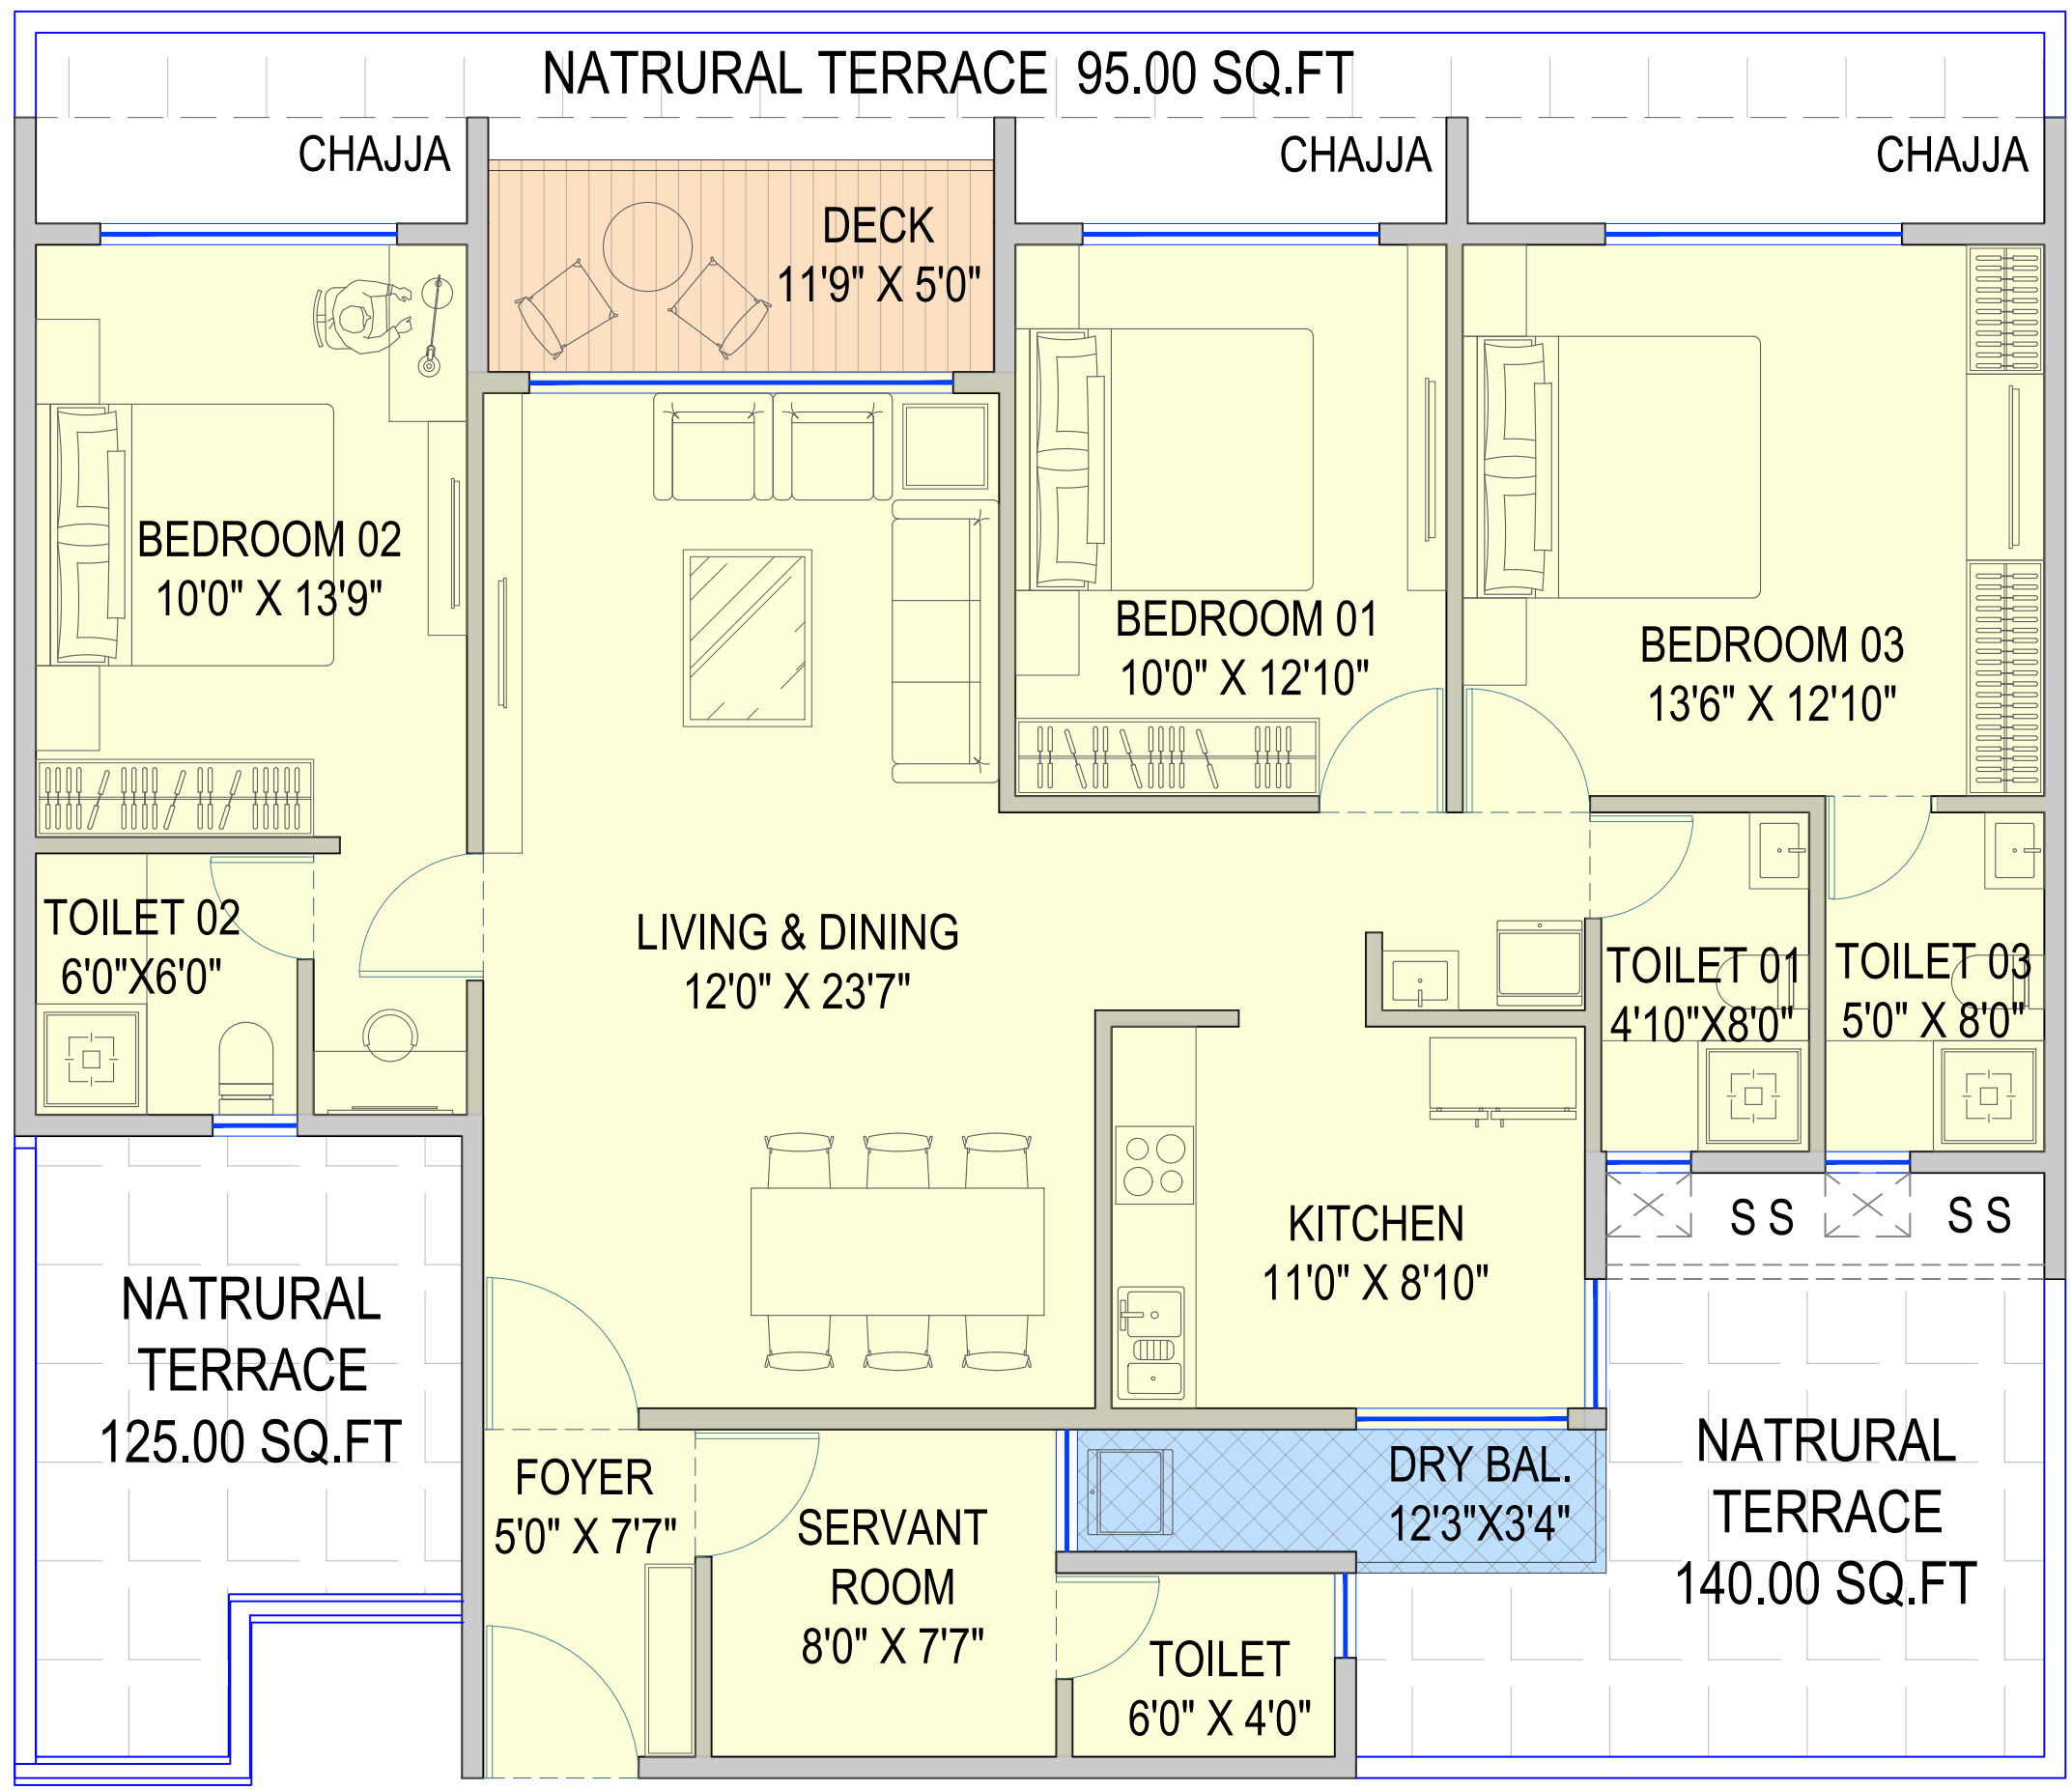 NATRURAL TERRACE 95.00 SQ.FT
CHAJJA
CHAJJA
CHAJJA
DECK
11'9" X 5'0"
BEDROOM 02
10'0" X 13'9"
BEDROOM 01
10'0" X 12'10"
BEDROOM 03
13'6" X 12'10"
TOILET 02
6'0"X6'0"
LIVING & DINING
12'0" X 23'7"
TOILET 01
4'10"X8'0"
TOILET 03
5'0" X 8'0"
KITCHEN
11'0" X 8'10"
S S
S S
NATRURAL
TERRACE
125.00 SQ.FT
FOYER
5'0" X 7'7"
SERVANT
ROOM
8'0" X 7'7"
DRY BAL.
12'3"X3'4"
TOILET
6'0" X 4'0"
NATRURAL
TERRACE
140.00 SQ.FT